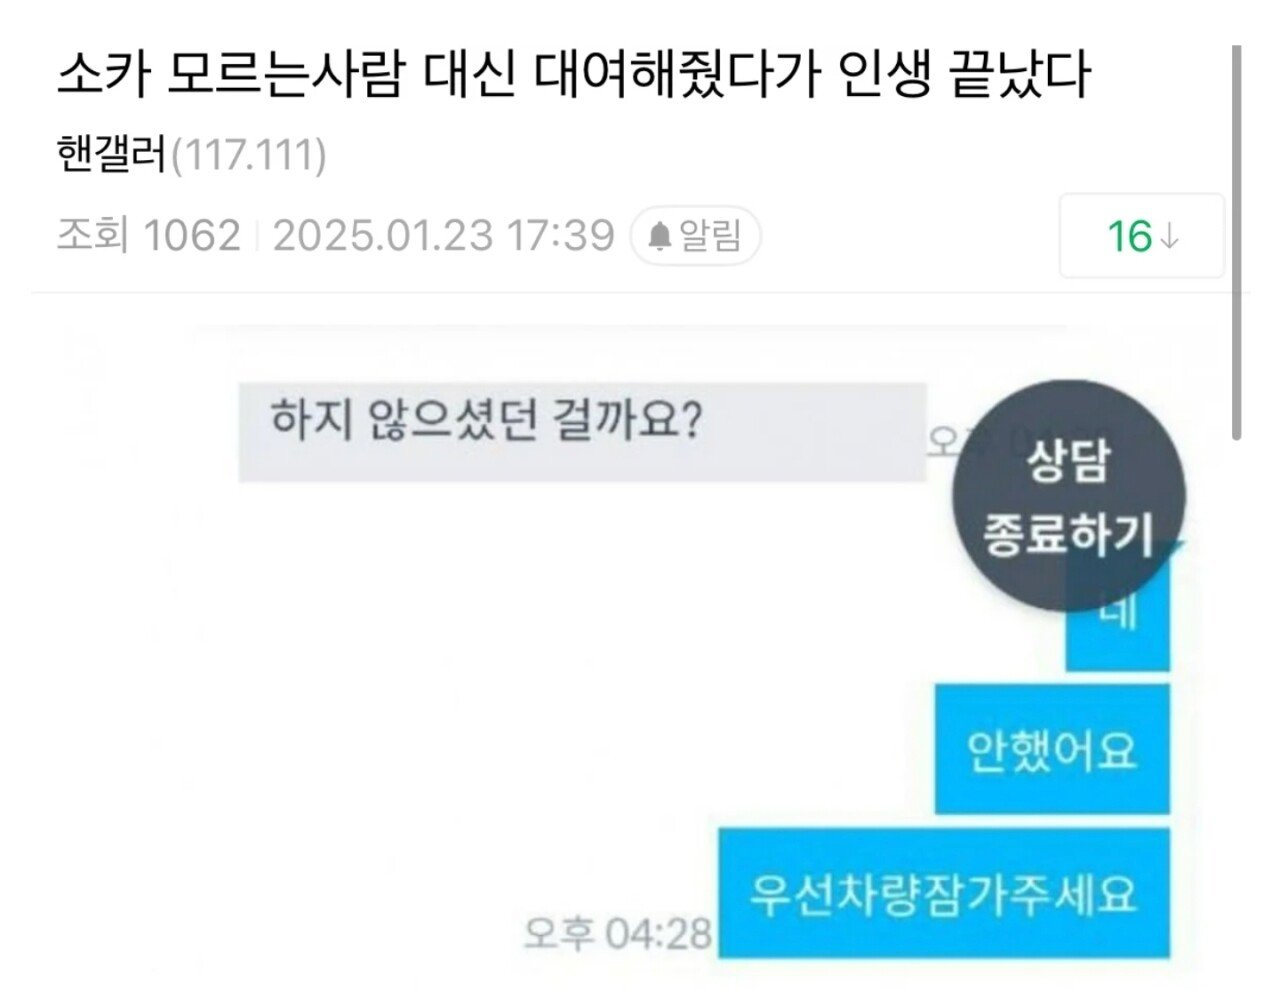 소카 모르는사람 대신 대여해줬다가 인생 끝났다
핸갤러(117.111)
조회 1062 2025.01.23 17:39 알림
16↓
하지 않으셨던 걸까요?
상담
종료하기
네
안했어요
우선차량잠가주세요
오후 04:28